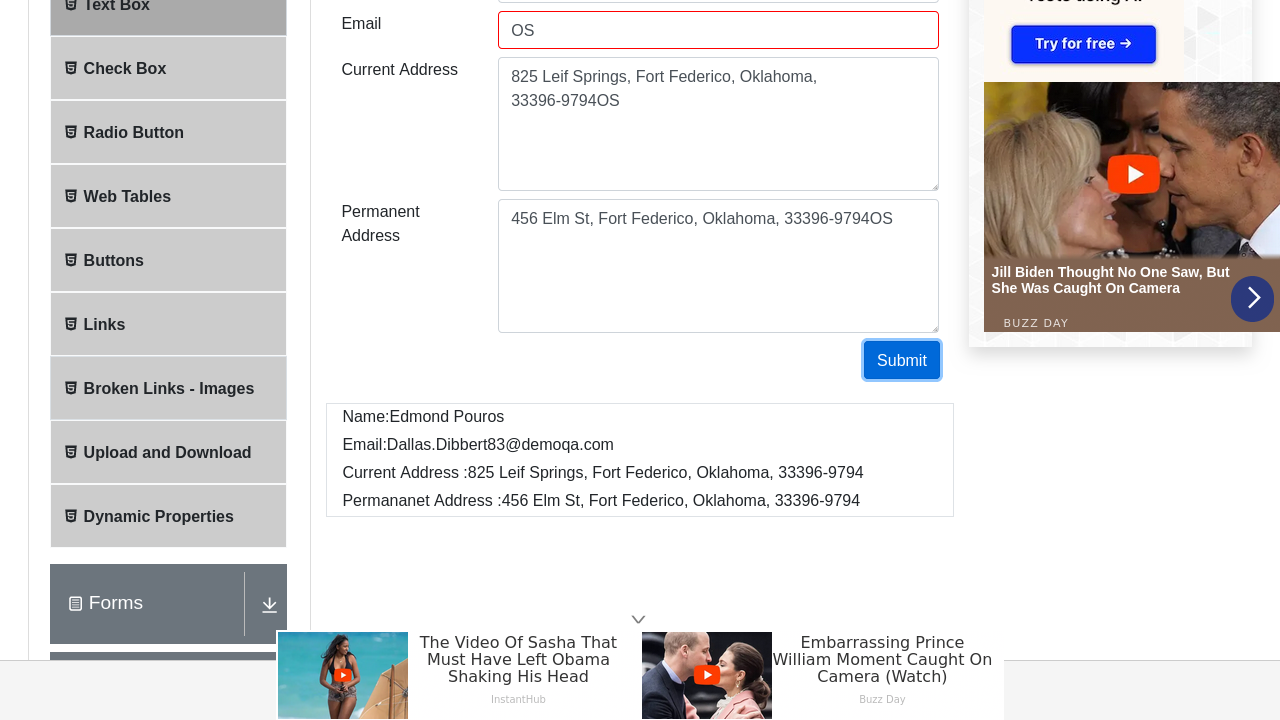 Text Box
Check Box
Radio Button
Web Tables
Buttons
Links
Broken Links - Images
Upload and Download
Dynamic Properties
Forms
Email
OS
Current Address
825 Leif Springs, Fort Federico, Oklahoma,
33396-9794OS
Permanent
Address
456 Elm St, Fort Federico, Oklahoma, 33396-9794OS
Submit
Name:Edmond Pouros
Email:Dallas.Dibbert83@demoqa.com
Current Address :825 Leif Springs, Fort Federico, Oklahoma, 33396-9794
Permananet Address :456 Elm St, Fort Federico, Oklahoma, 33396-9794
Try for free →
Jill Biden Thought No One Saw, But
She Was Caught On Camera
BUZZ DAY
The Video Of Sasha That
Must Have Left Obama
Shaking His Head
InstantHub
Embarrassing Prince
William Moment Caught On
Camera (Watch)
Buzz Day